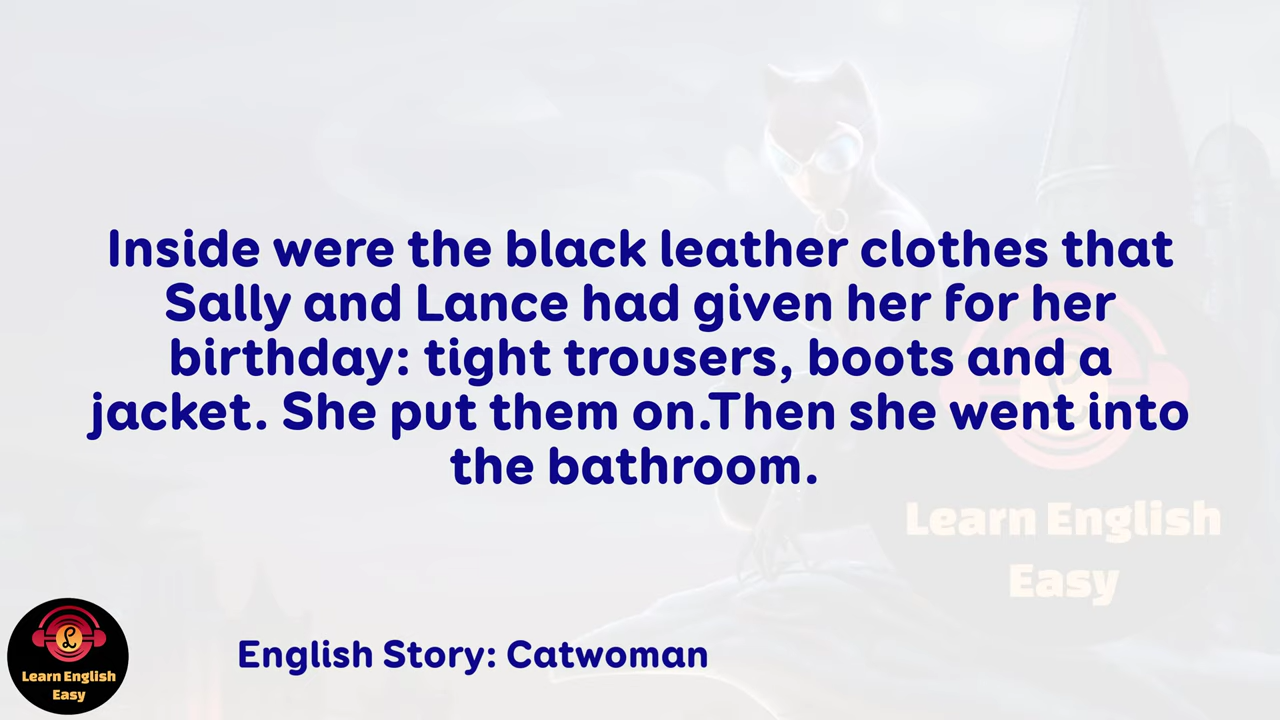 Inside were the black leather clothes that
Sally and Lance had given her for her
birthday: tight trousers, boots and a
jacket. She put them on.Then she went into
the bathroom.
Learn English
Easy
English Story: Catwoman
Learn English
Easy